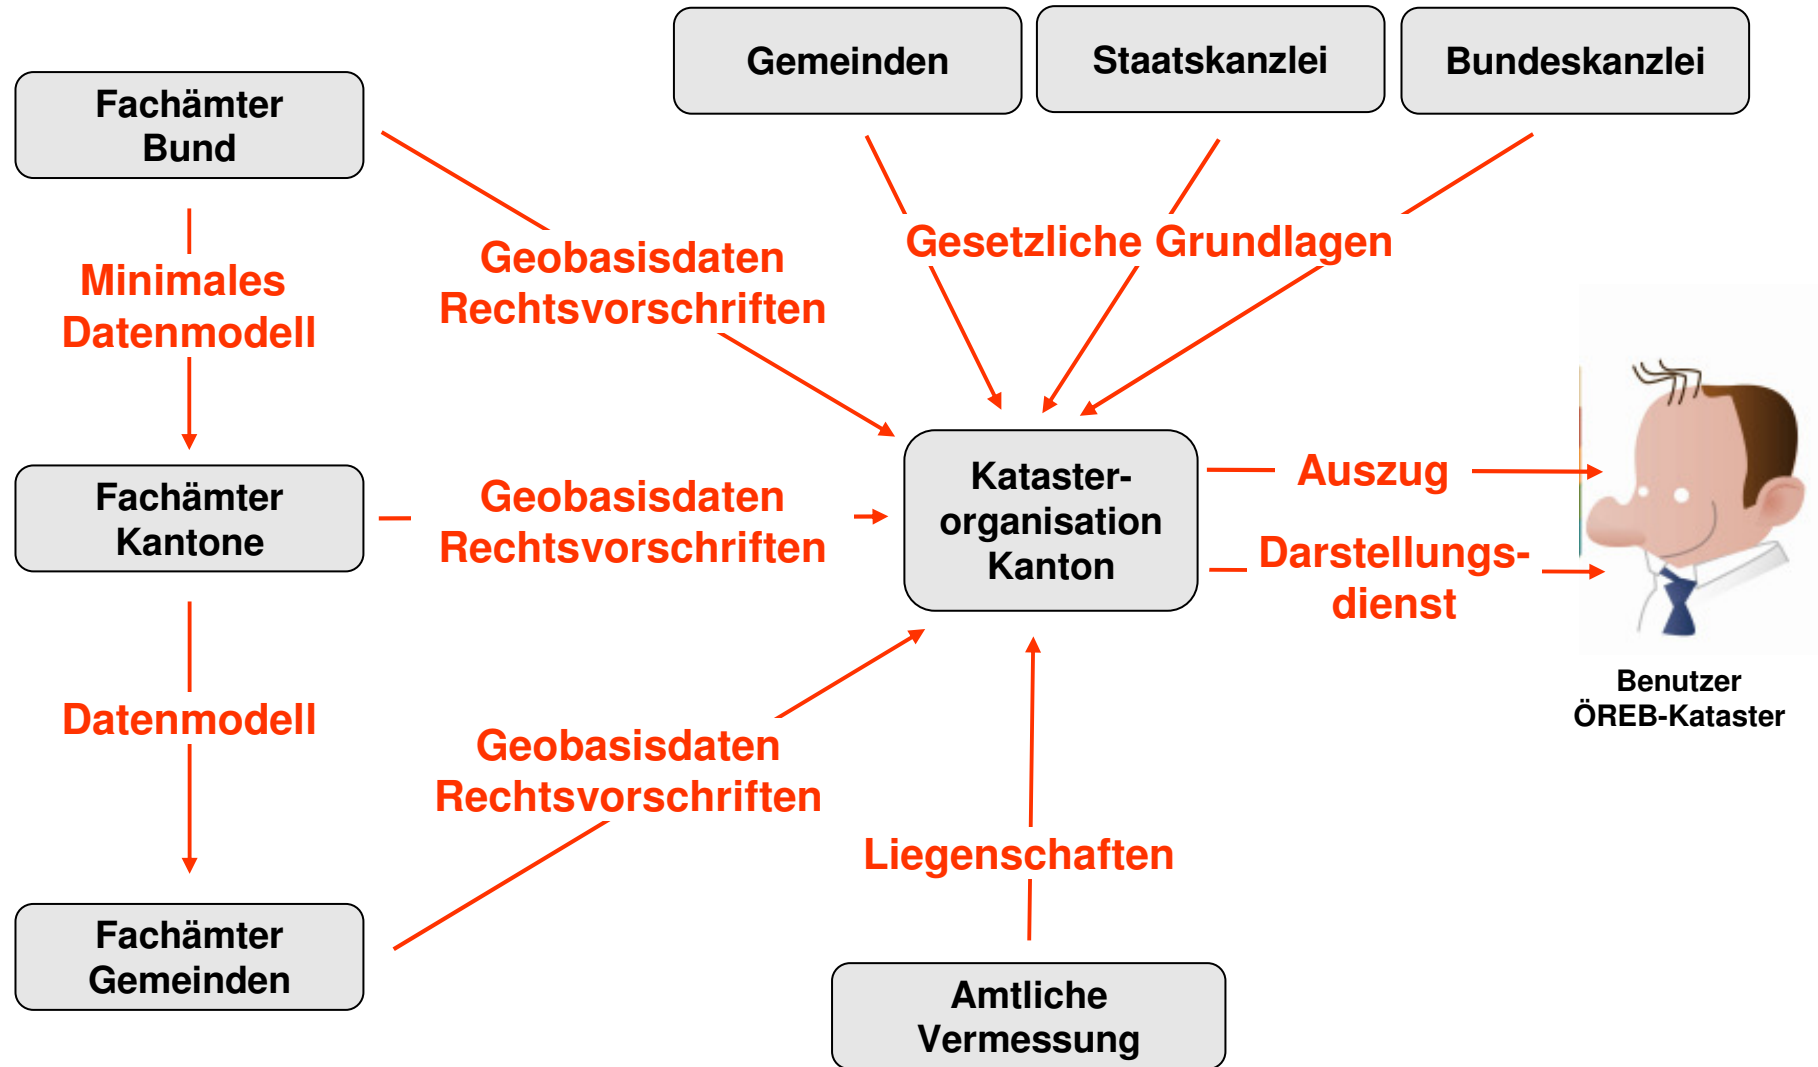 Gemeinden
Staatskanzlei
Bundeskanzlei
Fachämter
Bund
Gesetzliche Grundlagen
Geobasisdaten
Rechtsvorschriften
Minimales
Datenmodell
Fachämter
Kantone
Geobasisdaten
Rechtsvorschriften
Kataster-
organisation
Kanton
Auszug
Darstellungs-
dienst
Benutzer
ÖREB-Kataster
Datenmodell
Geobasisdaten
Rechtsvorschriften
Liegenschaften
Fachämter
Gemeinden
Amtliche
Vermessung